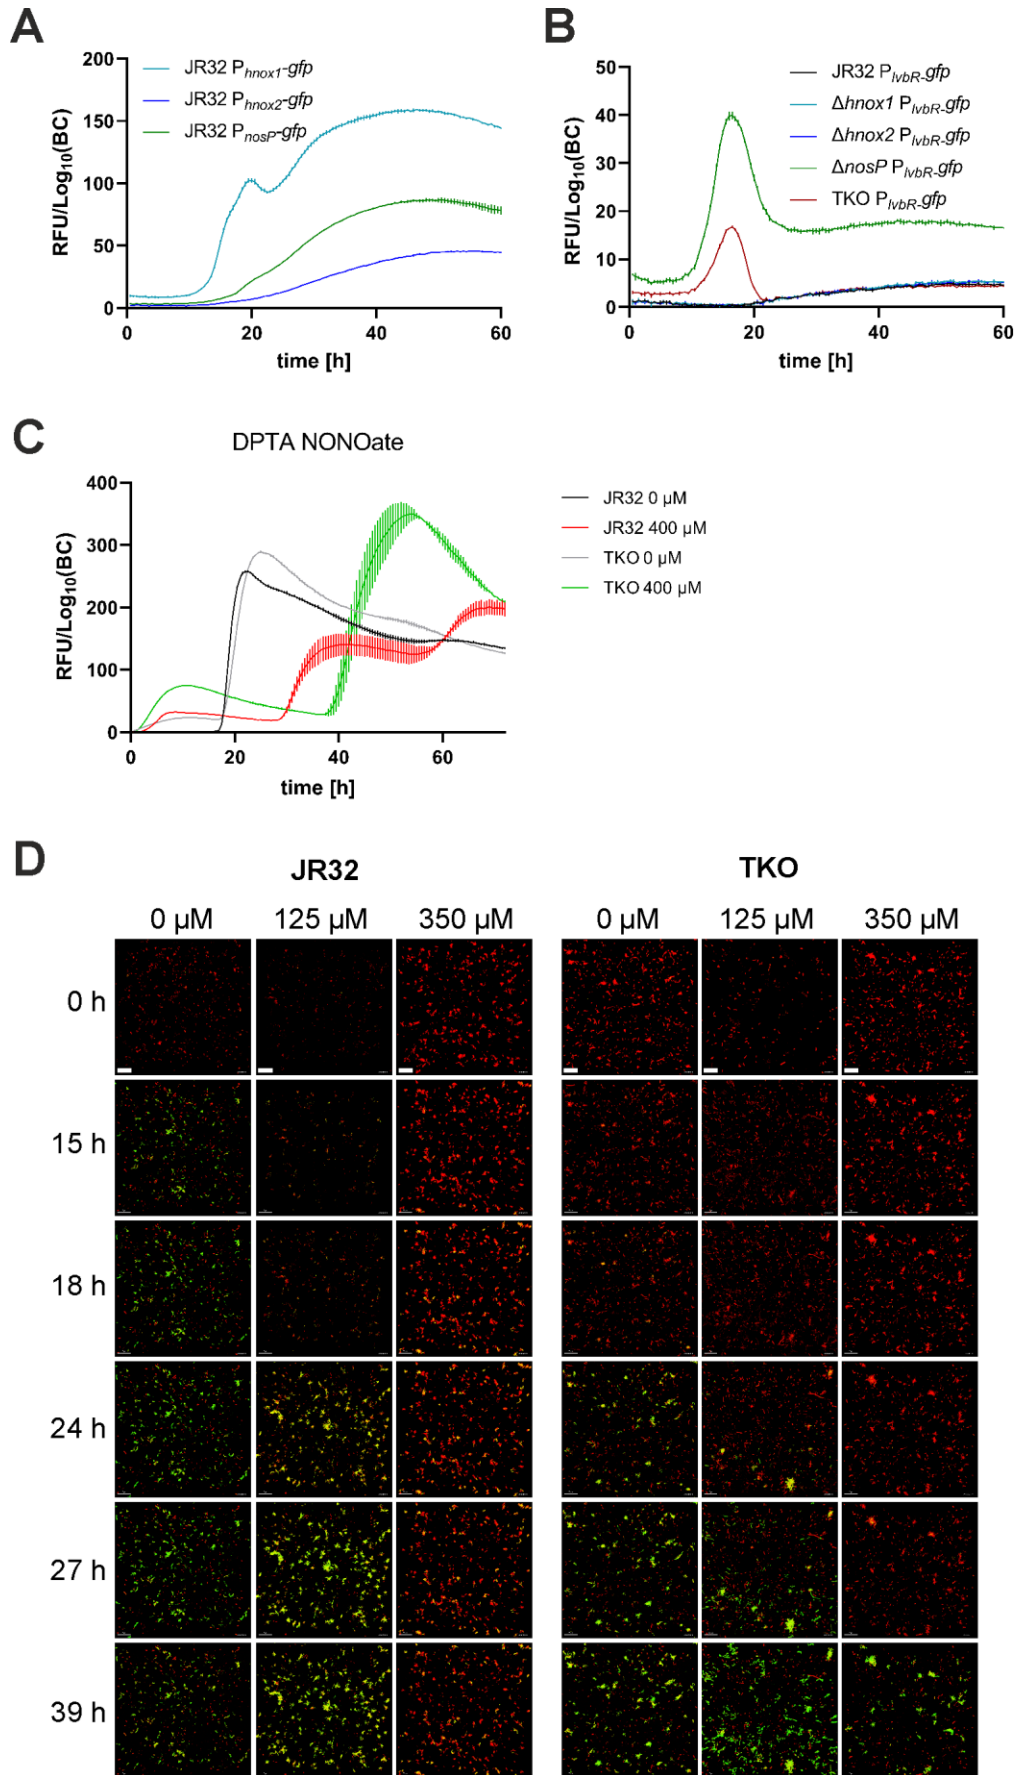 A
RFU/Log₁₀(BC)
200
150
100
50
0
0 20 40 60
time [h]
JR32 Phnox1-gfp
JR32 Phnox2-gfp
JR32 PnosP-gfp
B
RFU/Log₁₀(BC)
50
40
30
20
10
0
0 20 40 60
time [h]
JR32 PlvbR-gfp
Δhnox1 PlvbR-gfp
Δhnox2 PlvbR-gfp
ΔnosP PlvbR-gfp
TKO PlvbR-gfp
C
DPTA NONOate
RFU/Log₁₀(BC)
400
300
200
100
0
0 20 40 60
time [h]
JR32 0 µM
JR32 400 µM
TKO 0 µM
TKO 400 µM
D
JR32 TKO
0 µM 125 µM 350 µM 0 µM 125 µM 350 µM
0 h
15 h
18 h
24 h
27 h
39 h